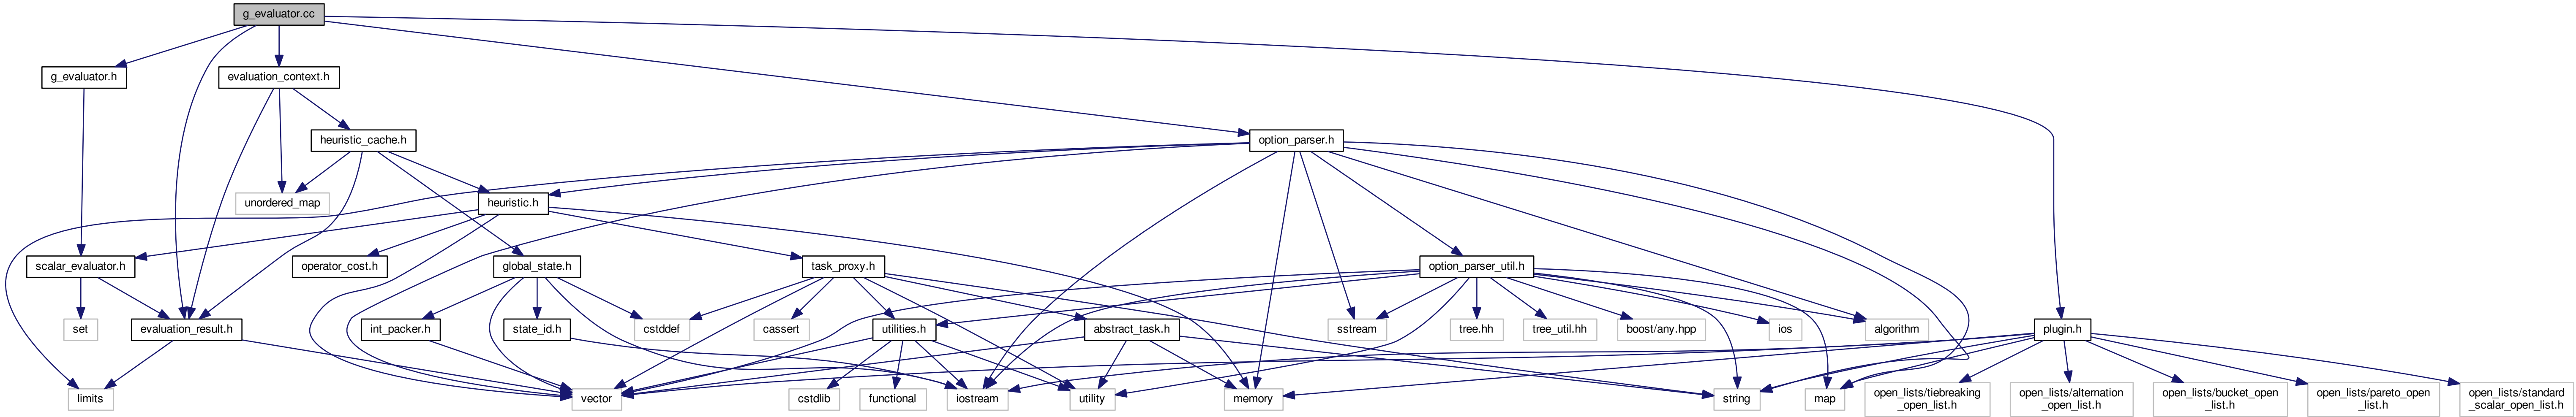 g_evaluator.cc
g_evaluator.h
evaluation_context.h
heuristic_cache.h
option_parser.h
unordered_map
heuristic.h
scalar_evaluator.h
operator_cost.h
global_state.h
task_proxy.h
option_parser_util.h
set
evaluation_result.h
int_packer.h
state_id.h
cstddef
cassert
utilities.h
abstract_task.h
sstream
tree.hh
tree_util.hh
boost/any.hpp
ios
algorithm
plugin.h
limits
vector
cstdlib
functional
iostream
utility
memory
string
map
open_lists/tiebreaking
_open_list.h
open_lists/alternation
_open_list.h
open_lists/bucket_open
_list.h
open_lists/pareto_open
_list.h
open_lists/standard
_scalar_open_list.h